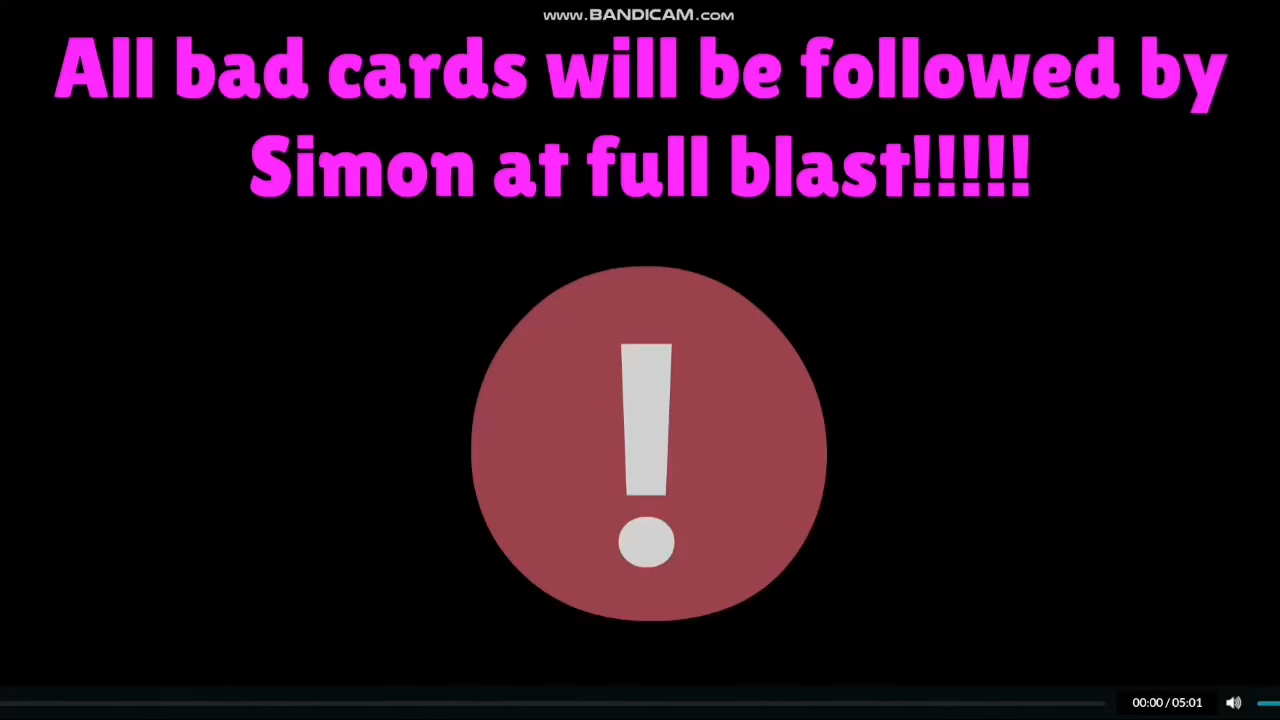 www.BANDICAM.com
All bad cards will be followed by
Simon at full blast!!!!!
!
00:00 / 05:01